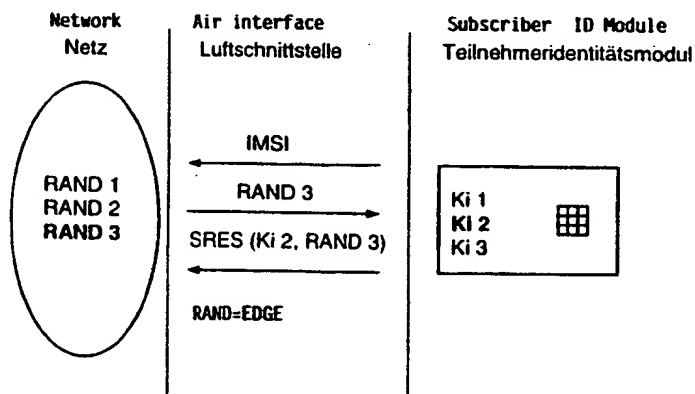 Network
Netz
Air interface
Luftschnittstelle
Subscriber ID Module
Teilnehmeridentitätsmodul
RAND 1
RAND 2
RAND 3
IMSI
RAND 3
SRES (Ki 2, RAND 3)
RAND=EDGE
Ki 1
Ki 2
Ki 3